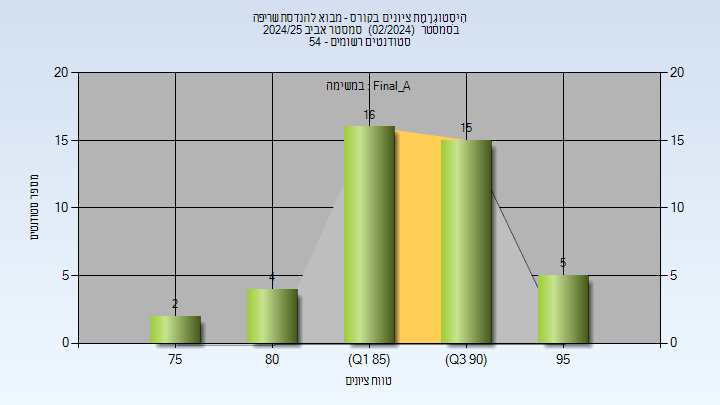 היסטוגרמת ציונים בקורס - מבוא להנדסת שריפה
בסמסטר (02/2024) סמסטר אביב 2024/25
סטודנטים רשומים - 54
במשימה : Final_A
20
15
10
5
0
20
15
10
5
0
מספר סטודנטים
2
4
16
15
5
75
80
(Q1 85)
(Q3 90)
95
טווח ציונים